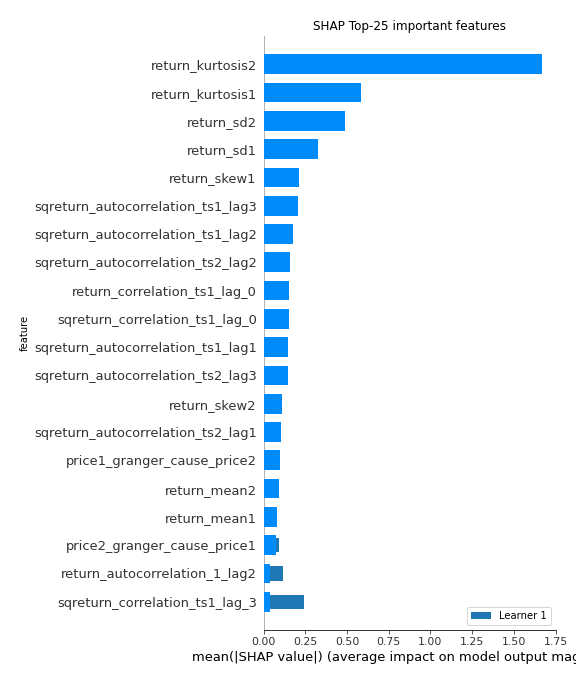 SHAP Top-25 important features
return_kurtosis2
return_kurtosis1
return_sd2
return_sd1
return_skew1
sqreturn_autocorrelation_ts1_lag3
sqreturn_autocorrelation_ts1_lag2
sqreturn_autocorrelation_ts2_lag2
return_correlation_ts1_lag_0
sqreturn_correlation_ts1_lag_0
feature
sqreturn_autocorrelation_ts1_lag1
sqreturn_autocorrelation_ts2_lag3
return_skew2
sqreturn_autocorrelation_ts2_lag1
price1_granger_cause_price2
return_mean2
return_mean1
price2_granger_cause_price1
return_autocorrelation_1_lag2
sqreturn_correlation_ts1_lag_3
Learner 1
0.00 0.25 0.50 0.75 1.00 1.25 1.50 1.75
mean(|SHAP value|) (average impact on model output mag